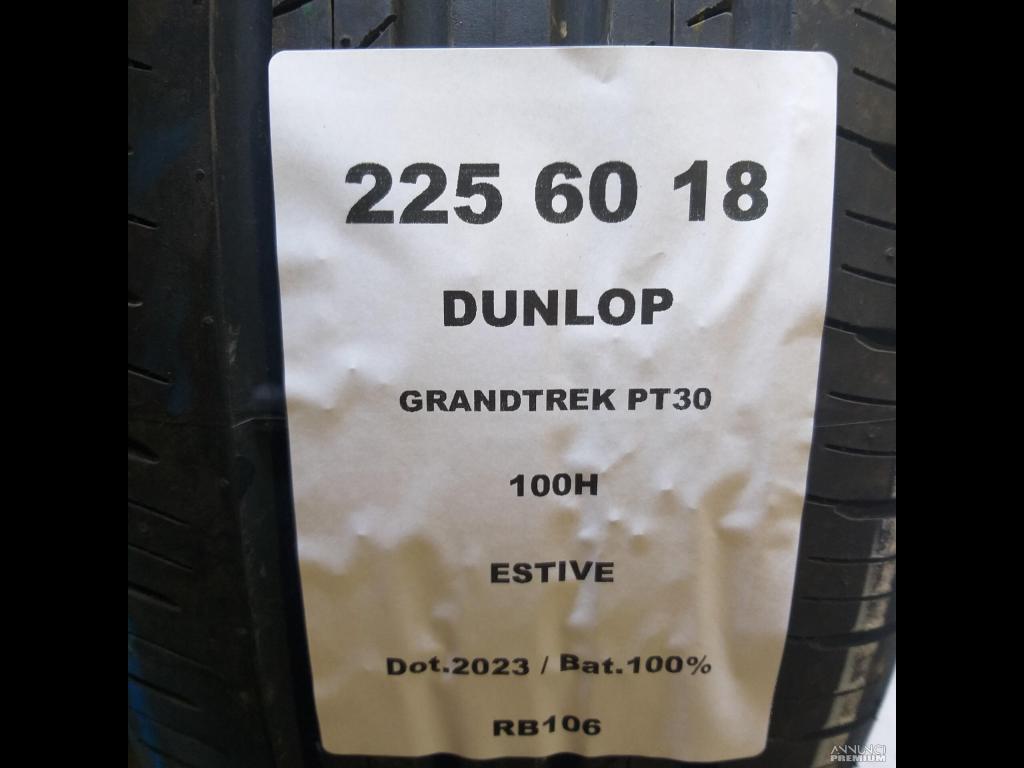 225 60 18
DUNLOP
GRANDTREK PT30
100H
ESTIVE
Dot.2023 / Bat.100%
RB106
ANNUNCI
PREMIUM